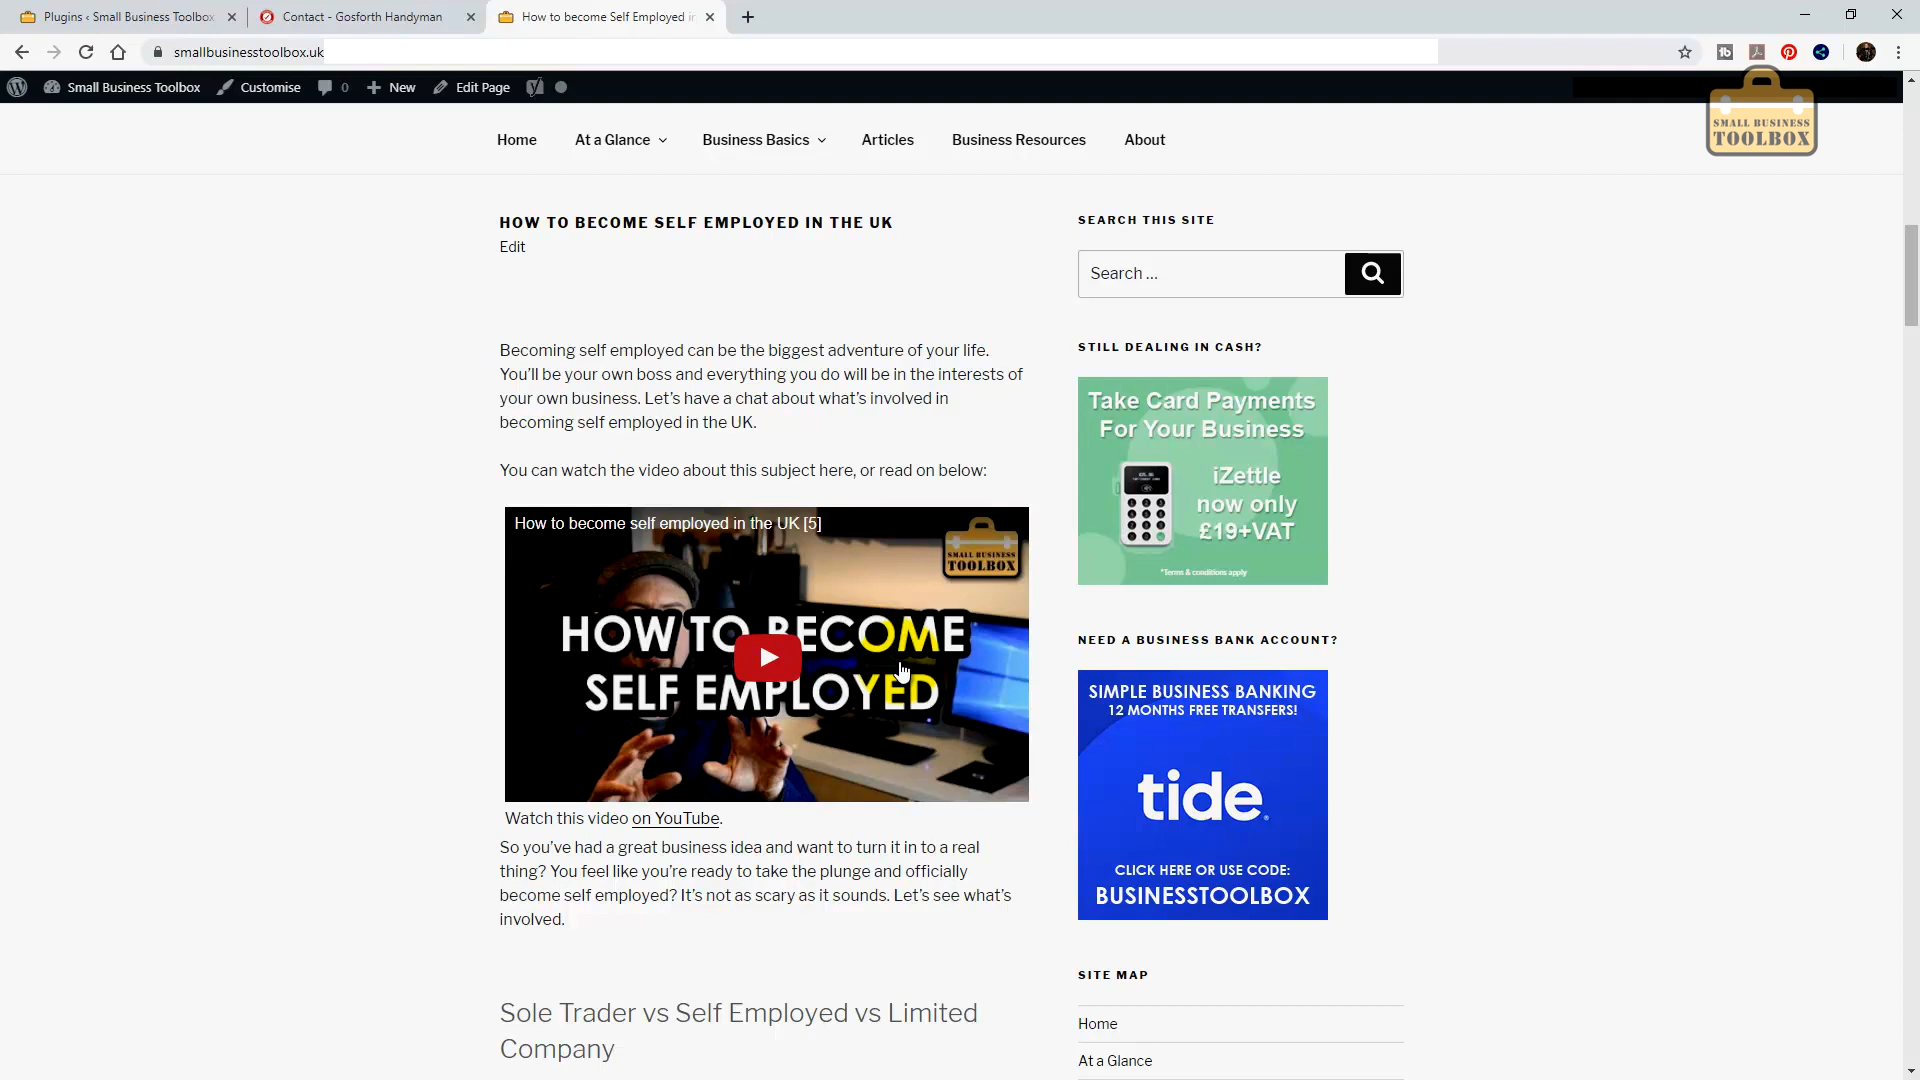 Plugins ‹ Small Business Toolbox
Contact - Gosforth Handyman
How to become Self Employed in
smallbusinesstoolbox.uk
Small Business Toolbox
Customise
0
New
Edit Page
SMALL BUSINESS
TOOLBOX
Home
At a Glance
Business Basics
Articles
Business Resources
About
HOW TO BECOME SELF EMPLOYED IN THE UK
Edit
Becoming self employed can be the biggest adventure of your life.
You’ll be your own boss and everything you do will be in the interests of
your own business. Let’s have a chat about what’s involved in
becoming self employed in the UK.
You can watch the video about this subject here, or read on below:
How to become self employed in the UK [5]
SMALL BUSINESS
TOOLBOX
HOW TO BECOME
SELF EMPLOYED
Watch this video on YouTube.
So you’ve had a great business idea and want to turn it in to a real
thing? You feel like you’re ready to take the plunge and officially
become self employed? It’s not as scary as it sounds. Let’s see what’s
involved.
Sole Trader vs Self Employed vs Limited
Company
SEARCH THIS SITE
Search …
STILL DEALING IN CASH?
Take Card Payments
For Your Business
iZettle
now only
£19+VAT
*Terms & conditions apply
NEED A BUSINESS BANK ACCOUNT?
SIMPLE BUSINESS BANKING
12 MONTHS FREE TRANSFERS!
tide
CLICK HERE OR USE CODE:
BUSINESSTOOLBOX
SITE MAP
Home
At a Glance